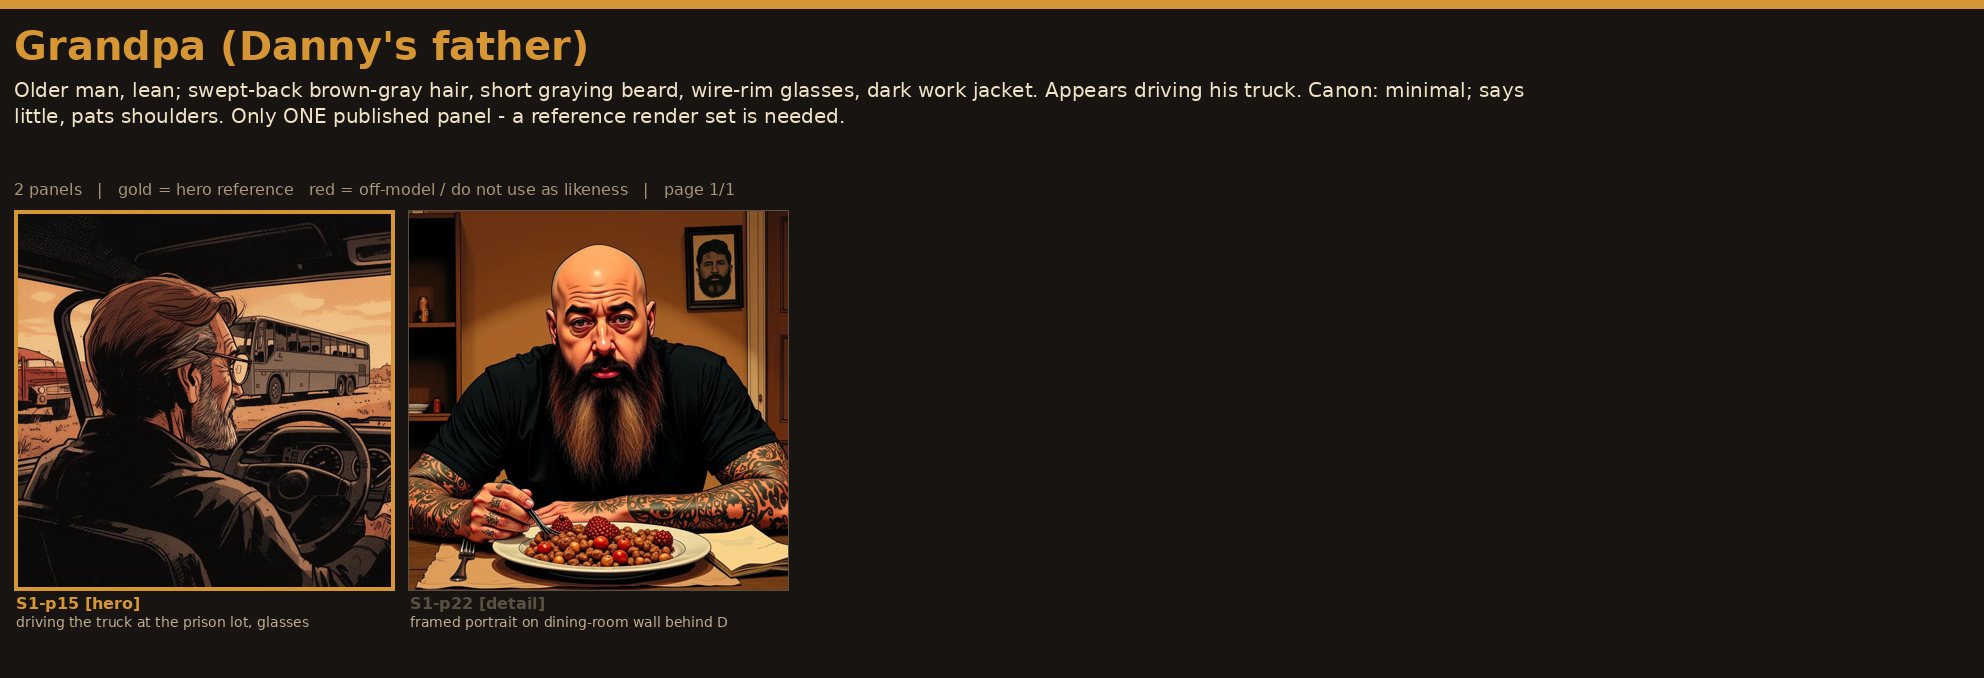 Grandpa (Danny's father)
Older man, lean; swept-back brown-gray hair, short graying beard, wire-rim glasses, dark work jacket. Appears driving his truck. Canon: minimal; says
little, pats shoulders. Only ONE published panel - a reference render set is needed.
2 panels | gold = hero reference red = off-model / do not use as likeness | page 1/1
S1-p15 [hero]
driving the truck at the prison lot, glasses
S1-p22 [detail]
framed portrait on dining-room wall behind D